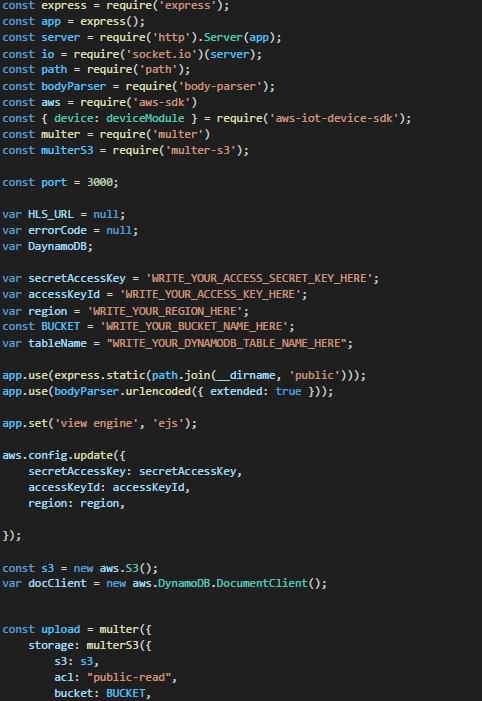 const express = require('express');
const app = express();
const server = require('http').Server(app);
const io = require('socket.io')(server);
const path = require('path');
const bodyParser = require('body-parser');
const aws = require('aws-sdk')
const { device: deviceModule } = require('aws-iot-device-sdk');
const multer = require('multer')
const multerS3 = require('multer-s3');
const port = 3000;
var HLS_URL = null;
var errorCode = null;
var DaynamoDB;
var secretAccessKey = 'WRITE_YOUR_ACCESS_SECRET_KEY_HERE';
var accessKeyId = 'WRITE_YOUR_ACCESS_KEY_HERE';
var region = 'WRITE_YOUR_REGION_HERE';
const BUCKET = 'WRITE_YOUR_BUCKET_NAME_HERE';
var tableName = "WRITE_YOUR_DYNAMODB_TABLE_NAME_HERE";
app.use(express.static(path.join(__dirname, 'public')));
app.use(bodyParser.urlencoded({ extended: true }));
app.set('view engine', 'ejs');
aws.config.update({
    secretAccessKey: secretAccessKey,
    accessKeyId: accessKeyId,
    region: region,
});
const s3 = new aws.S3();
var docClient = new aws.DynamoDB.DocumentClient();
const upload = multer({
    storage: multerS3({
        s3: s3,
        acl: "public-read",
        bucket: BUCKET,